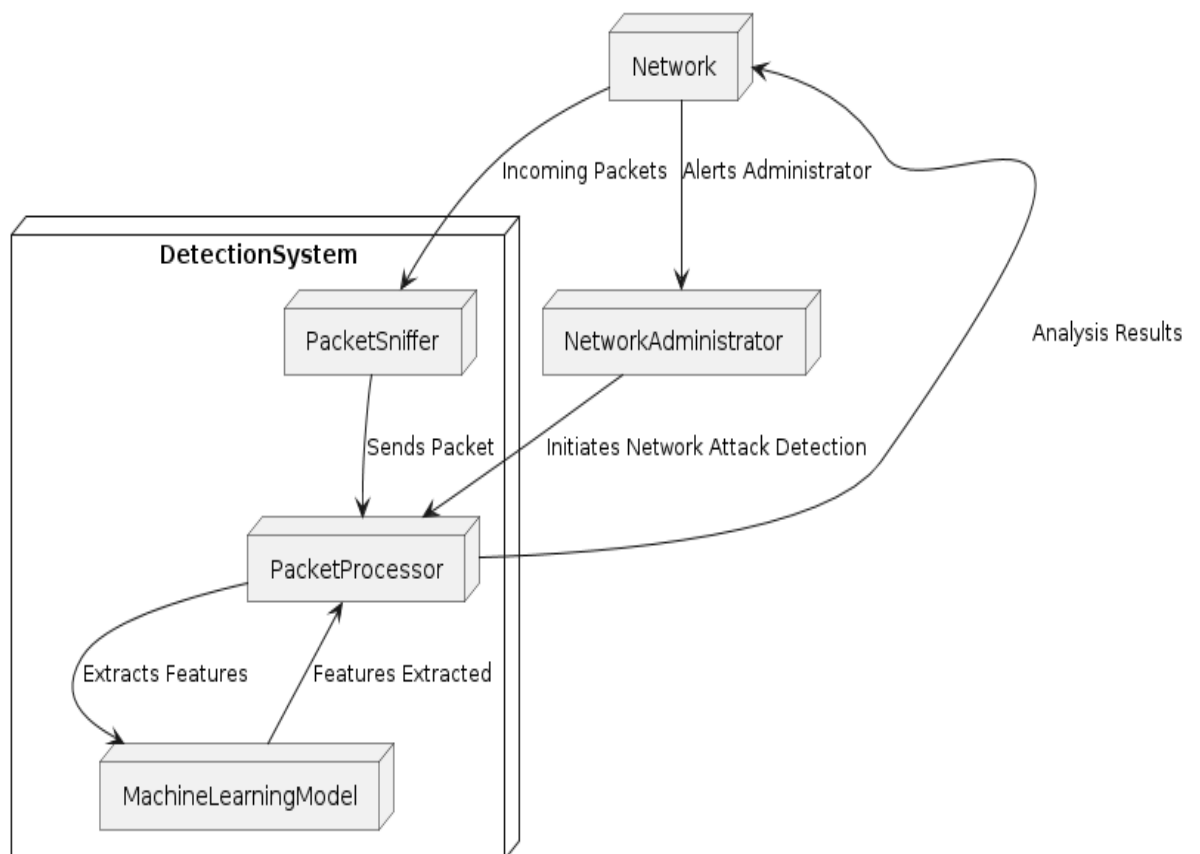 Network
Incoming Packets
Alerts Administrator
DetectionSystem
PacketSniffer
NetworkAdministrator
Analysis Results
Sends Packet
Initiates Network Attack Detection
PacketProcessor
Extracts Features
Features Extracted
MachineLearningModel